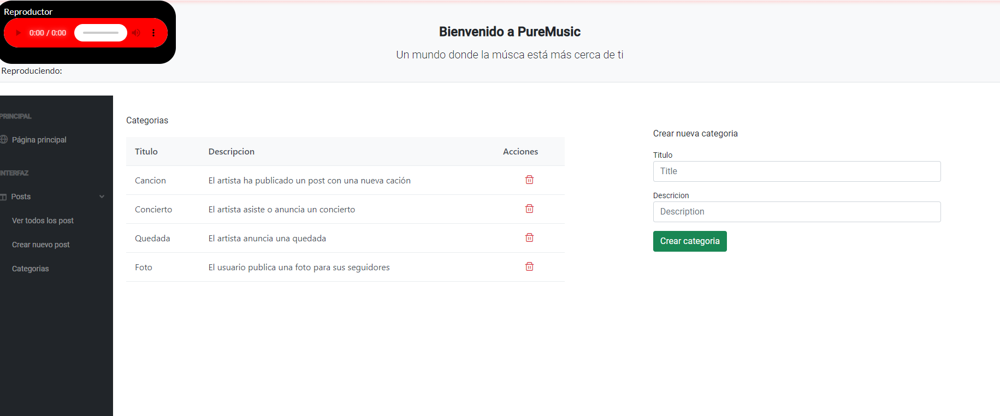 Reproductor
0:00 / 0:00
Bienvenido a PureMusic
Un mundo donde la músca está más cerca de ti
Reproduciendo:
PRINCIPAL
Página principal
INTERFAZ
Posts
Ver todos los post
Crear nuevo post
Categorias
Categorias
Titulo Descripcion Acciones
Cancion El artista ha publicado un post con una nueva cación
Concierto El artista asiste o anuncia un concierto
Quedada El artista anuncia una quedada
Foto El usuario publica una foto para sus seguidores
Crear nueva categoria
Titulo
Title
Descricion
Description
Crear categoria